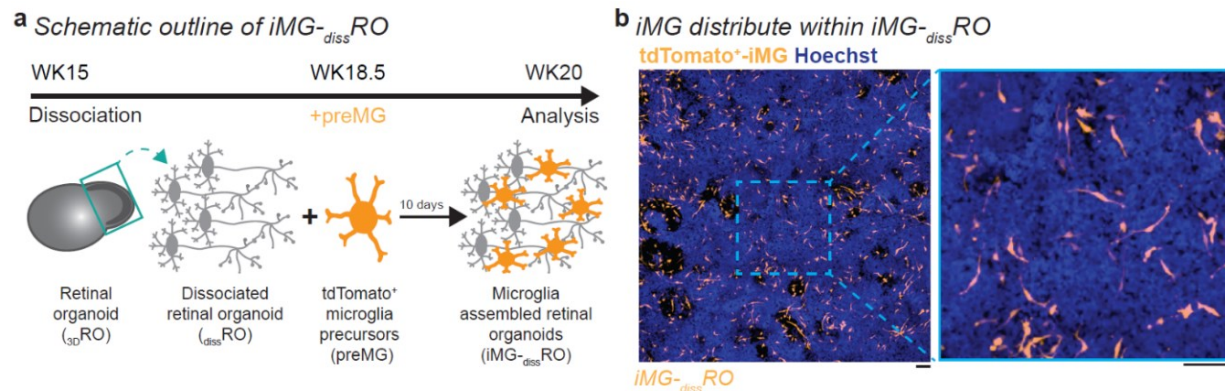 a Schematic outline of iMG-dissRO
WK15 WK18.5 WK20
Dissociation +preMG Analysis
+
10 days
Retinal
organoid
(3DRO)
Dissociated
retinal organoid
(dissRO)
tdTomato⁺
microglia
precursors
(preMG)
Microglia
assembled retinal
organoids
(iMG-dissRO)
b iMG distribute within iMG-dissRO
tdTomato⁺-iMG Hoechst
iMG-dissRO